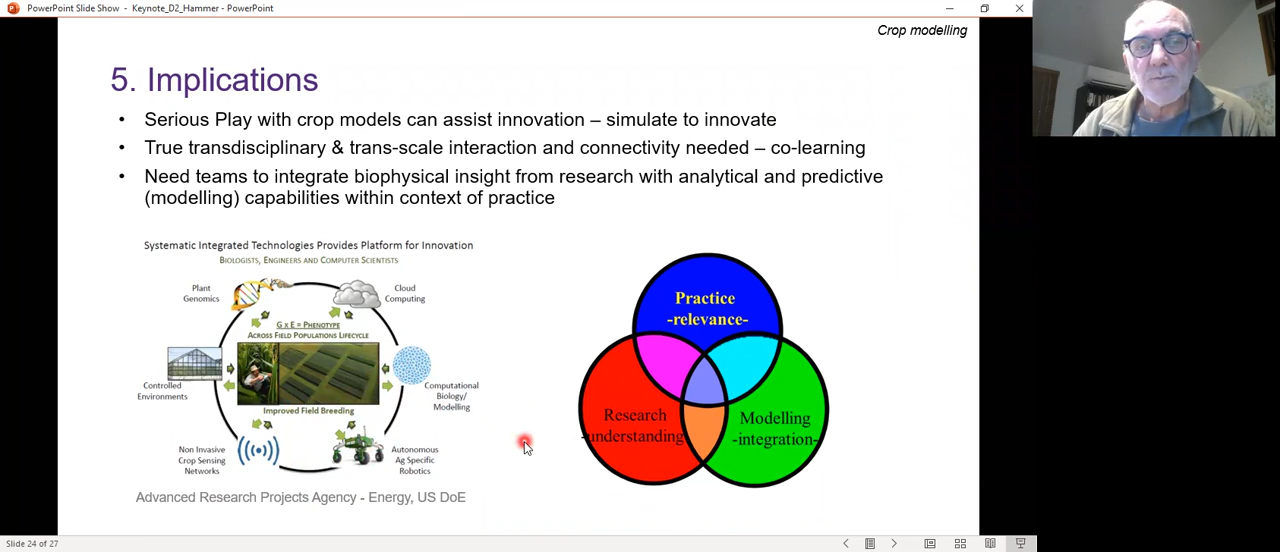 PowerPoint Slide Show - Keynote_D2_Hammer - PowerPoint
Crop modelling
5. Implications
• Serious Play with crop models can assist innovation – simulate to innovate
• True transdisciplinary & trans-scale interaction and connectivity needed – co-learning
• Need teams to integrate biophysical insight from research with analytical and predictive
(modelling) capabilities within context of practice
Systematic Integrated Technologies Provides Platform for Innovation
BIOLOGISTS, ENGINEERS AND COMPUTER SCIENTISTS
Plant
Genomics
Cloud
Computing
G X E = PHENOTYPE
ACROSS FIELD POPULATIONS LIFECYCLE
Controlled
Environments
Computational
Biology/
Modelling
Improved Field Breeding
Non Invasive
Crop Sensing
Networks
Autonomous
Ag Specific
Robotics
Advanced Research Projects Agency - Energy, US DoE
Practice
-relevance-
Research
-understanding-
Modelling
-integration-
Slide 24 of 27